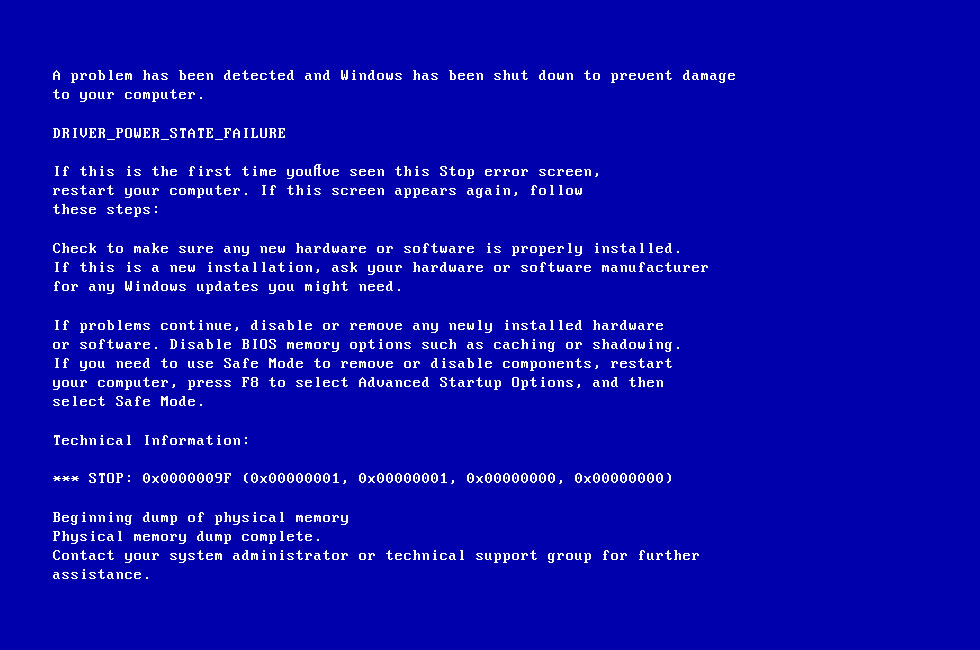 A problem has been detected and Windows has been shut down to prevent damage
to your computer.
DRIVER_POWER_STATE_FAILURE
If this is the first time youﬂve seen this Stop error screen,
restart your computer. If this screen appears again, follow
these steps:
Check to make sure any new hardware or software is properly installed.
If this is a new installation, ask your hardware or software manufacturer
for any Windows updates you might need.
If problems continue, disable or remove any newly installed hardware
or software. Disable BIOS memory options such as caching or shadowing.
If you need to use Safe Mode to remove or disable components, restart
your computer, press F8 to select Advanced Startup Options, and then
select Safe Mode.
Technical Information:
*** STOP: 0x0000009F (0x00000001, 0x00000001, 0x00000000, 0x00000000)
Beginning dump of physical memory
Physical memory dump complete.
Contact your system administrator or technical support group for further
assistance.